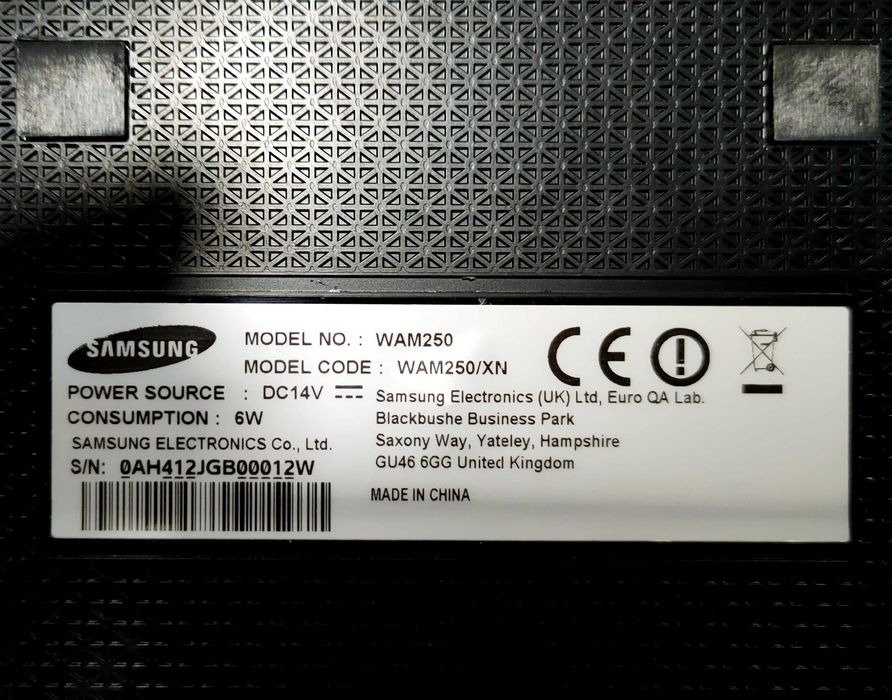 SAMSUNG
MODEL NO. : WAM250
MODEL CODE : WAM250/XN
POWER SOURCE : DC14V
CONSUMPTION : 6W
SAMSUNG ELECTRONICS Co., Ltd.
S/N: 0AH412JGB00012W
CE
Samsung Electronics (UK) Ltd, Euro QA Lab.
Blackbushe Business Park
Saxony Way, Yateley, Hampshire
GU46 6GG United Kingdom
MADE IN CHINA